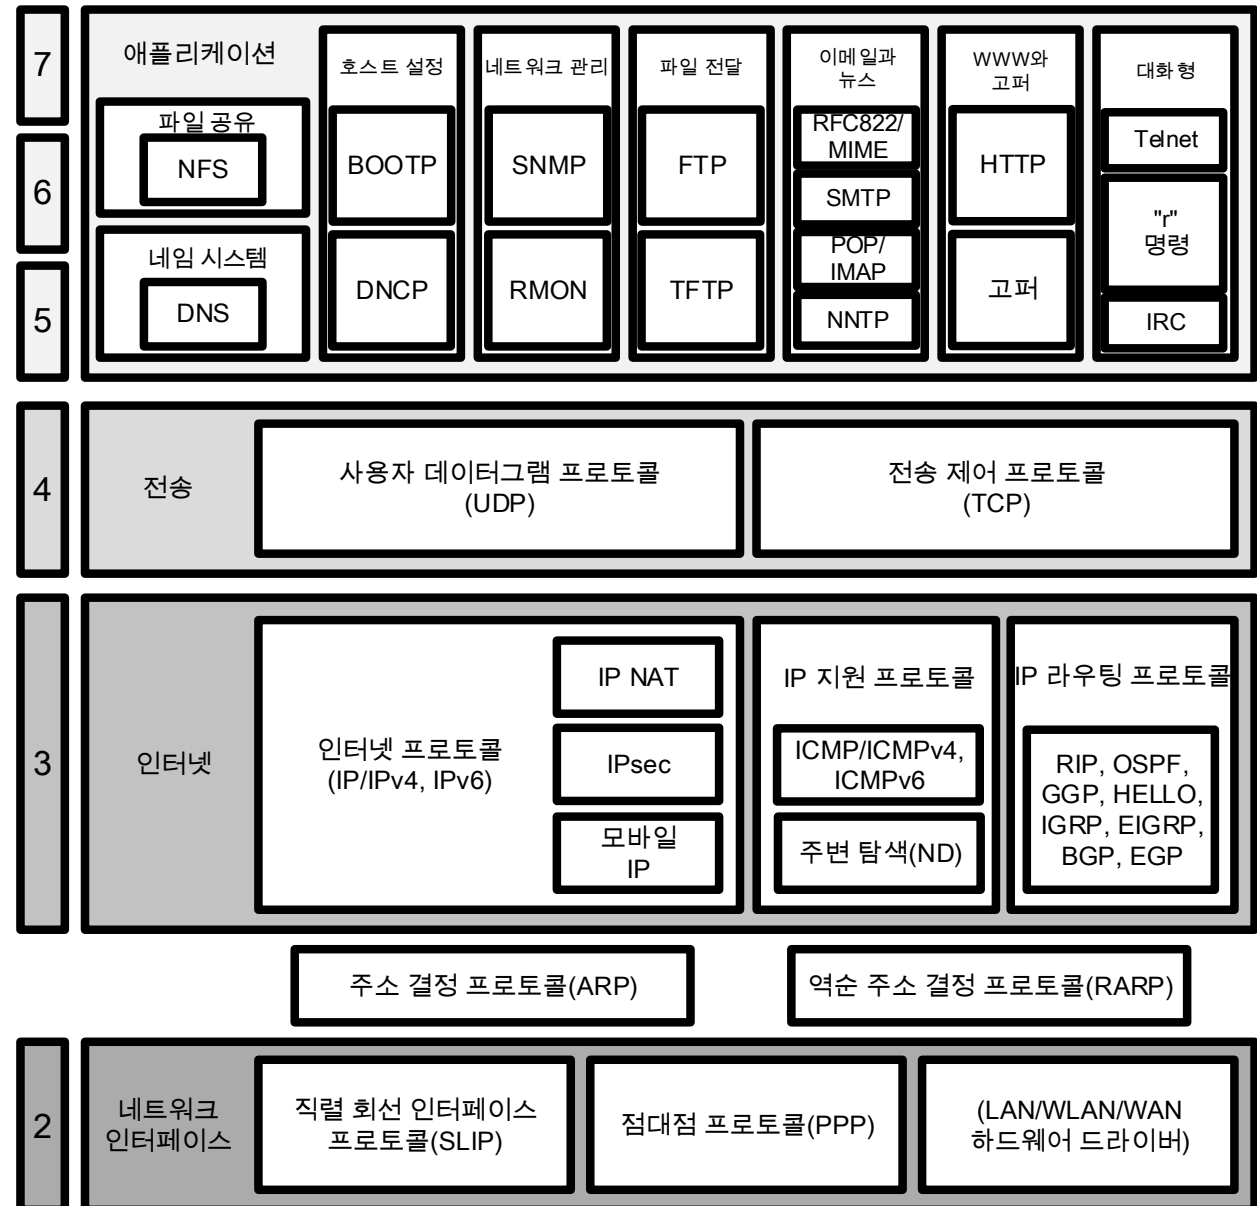 7
6
5
애플리케이션
파일 공유
NFS
네임 시스템
DNS
호스트 설정
BOOTP
DNCP
네트워크 관리
SNMP
RMON
파일 전달
FTP
TFTP
이메일과
뉴스
RFC822/
MIME
SMTP
POP/
IMAP
NNTP
WWW와
고퍼
HTTP
고퍼
대화형
Telnet
"r"
명령
IRC
4
전송
사용자 데이터그램 프로토콜
(UDP)
전송 제어 프로토콜
(TCP)
3
인터넷
인터넷 프로토콜
(IP/IPv4, IPv6)
IP NAT
IPsec
모바일
IP
IP 지원 프로토콜
ICMP/ICMPv4,
ICMPv6
주변 탐색(ND)
IP 라우팅 프로토콜
RIP, OSPF,
GGP, HELLO,
IGRP, EIGRP,
BGP, EGP
주소 결정 프로토콜(ARP)
역순 주소 결정 프로토콜(RARP)
2
네트워크
인터페이스
직렬 회선 인터페이스
프로토콜(SLIP)
점대점 프로토콜(PPP)
(LAN/WLAN/WAN
하드웨어 드라이버)